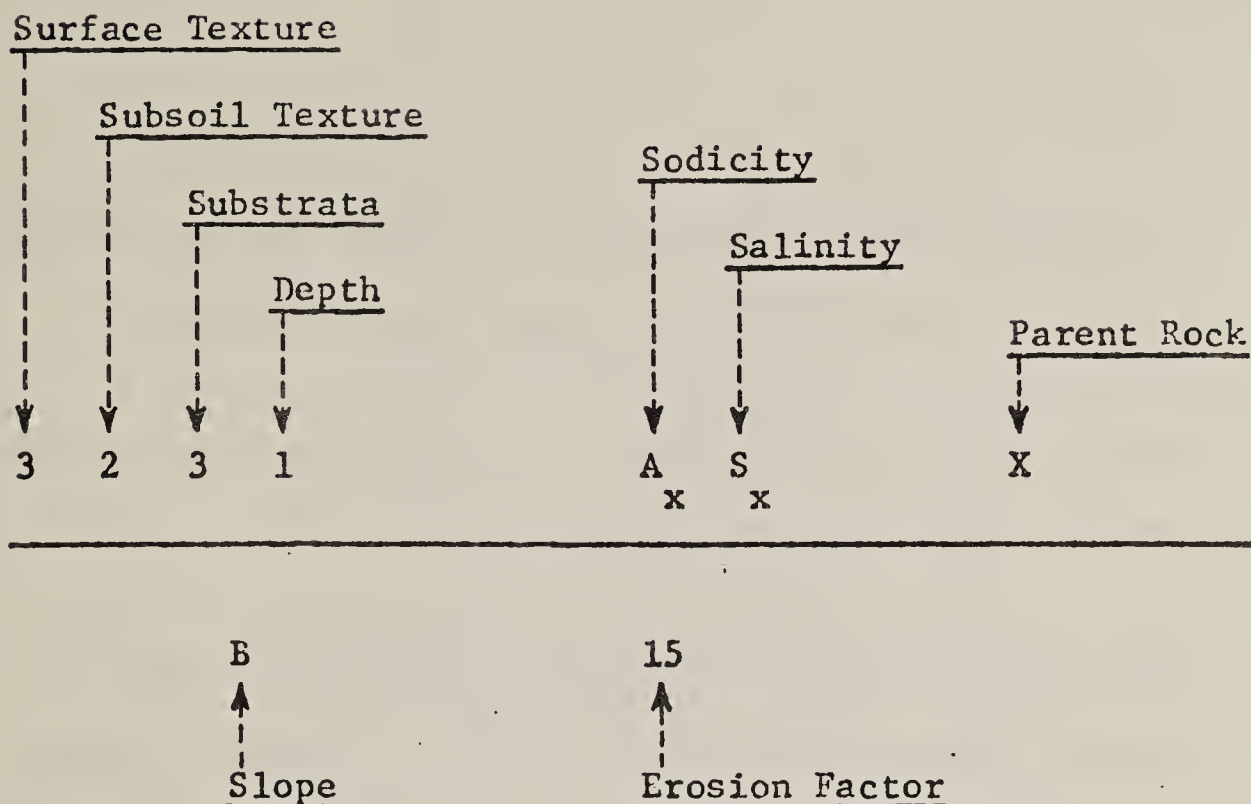 Surface Texture
Subsoil Texture
Sodicity
Substrata
Salinity
Depth
Parent Rock
3 2 3 1 A S X
x x
B 15
Slope Erosion Factor